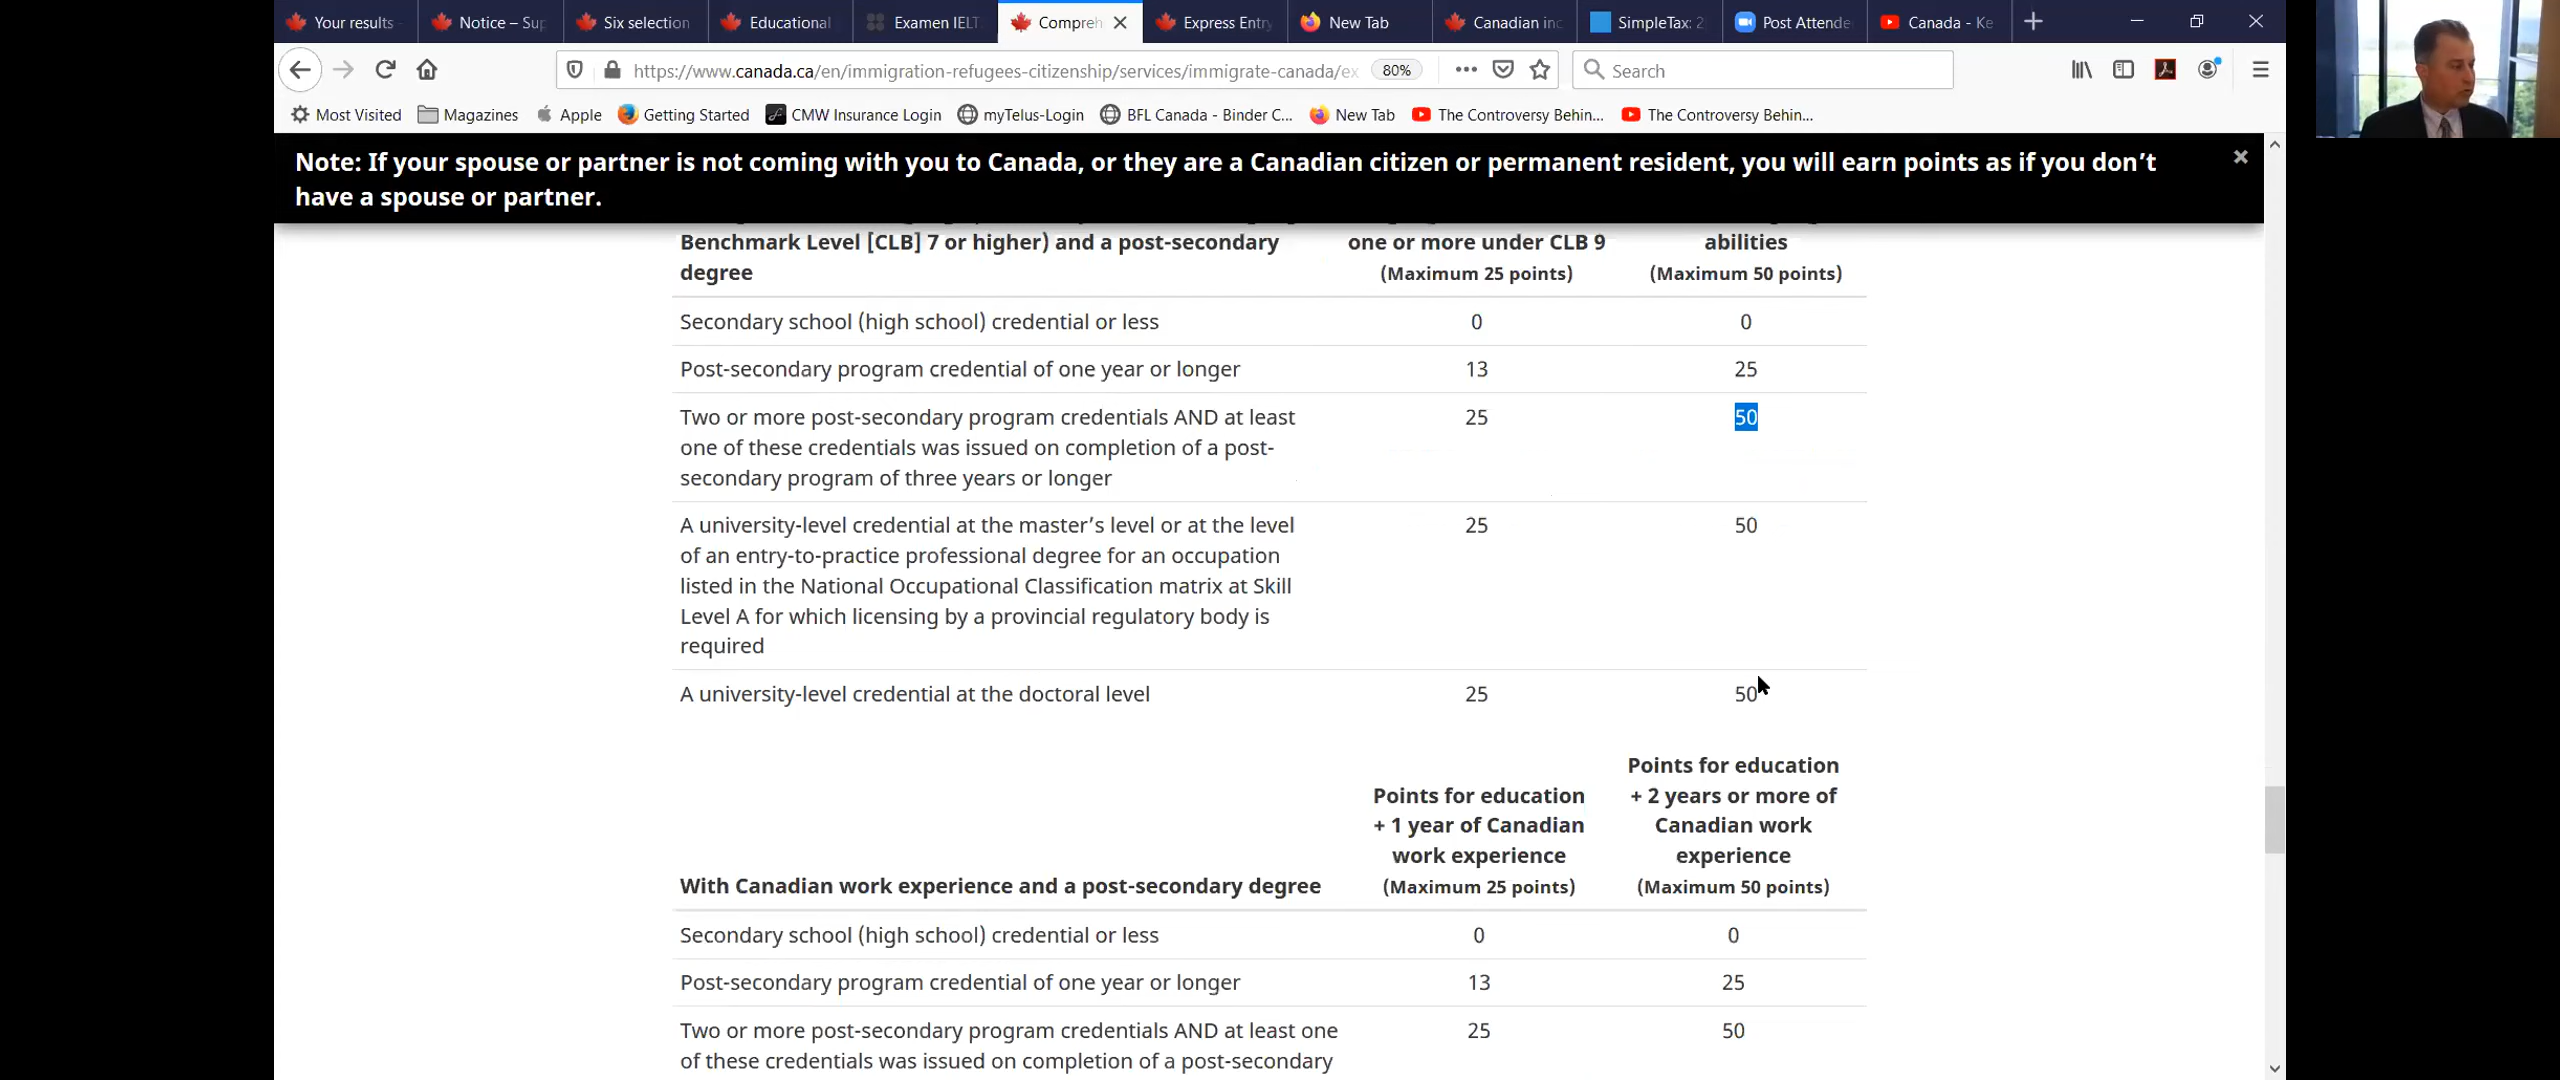 Your results
Notice – Sup
Six selection
Educational
Examen IELT
Compreh
Express Entry
New Tab
Canadian inc
SimpleTax: 2
Post Attende
Canada - Ke
https://www.canada.ca/en/immigration-refugees-citizenship/services/immigrate-canada/ex
80%
Search
Most Visited
Magazines
Apple
Getting Started
CMW Insurance Login
myTelus-Login
BFL Canada - Binder C...
New Tab
The Controversy Behin...
The Controversy Behin...
Note: If your spouse or partner is not coming with you to Canada, or they are a Canadian citizen or permanent resident, you will earn points as if you don’t
have a spouse or partner.
Benchmark Level [CLB] 7 or higher) and a post-secondary
degree
one or more under CLB 9
(Maximum 25 points)
abilities
(Maximum 50 points)
Secondary school (high school) credential or less 0 0
Post-secondary program credential of one year or longer 13 25
Two or more post-secondary program credentials AND at least 25 50
one of these credentials was issued on completion of a post-
secondary program of three years or longer
A university-level credential at the master’s level or at the level 25 50
of an entry-to-practice professional degree for an occupation
listed in the National Occupational Classification matrix at Skill
Level A for which licensing by a provincial regulatory body is
required
A university-level credential at the doctoral level 25 50
With Canadian work experience and a post-secondary degree
Points for education
+ 1 year of Canadian
work experience
(Maximum 25 points)
Points for education
+ 2 years or more of
Canadian work
experience
(Maximum 50 points)
Secondary school (high school) credential or less 0 0
Post-secondary program credential of one year or longer 13 25
Two or more post-secondary program credentials AND at least one 25 50
of these credentials was issued on completion of a post-secondary